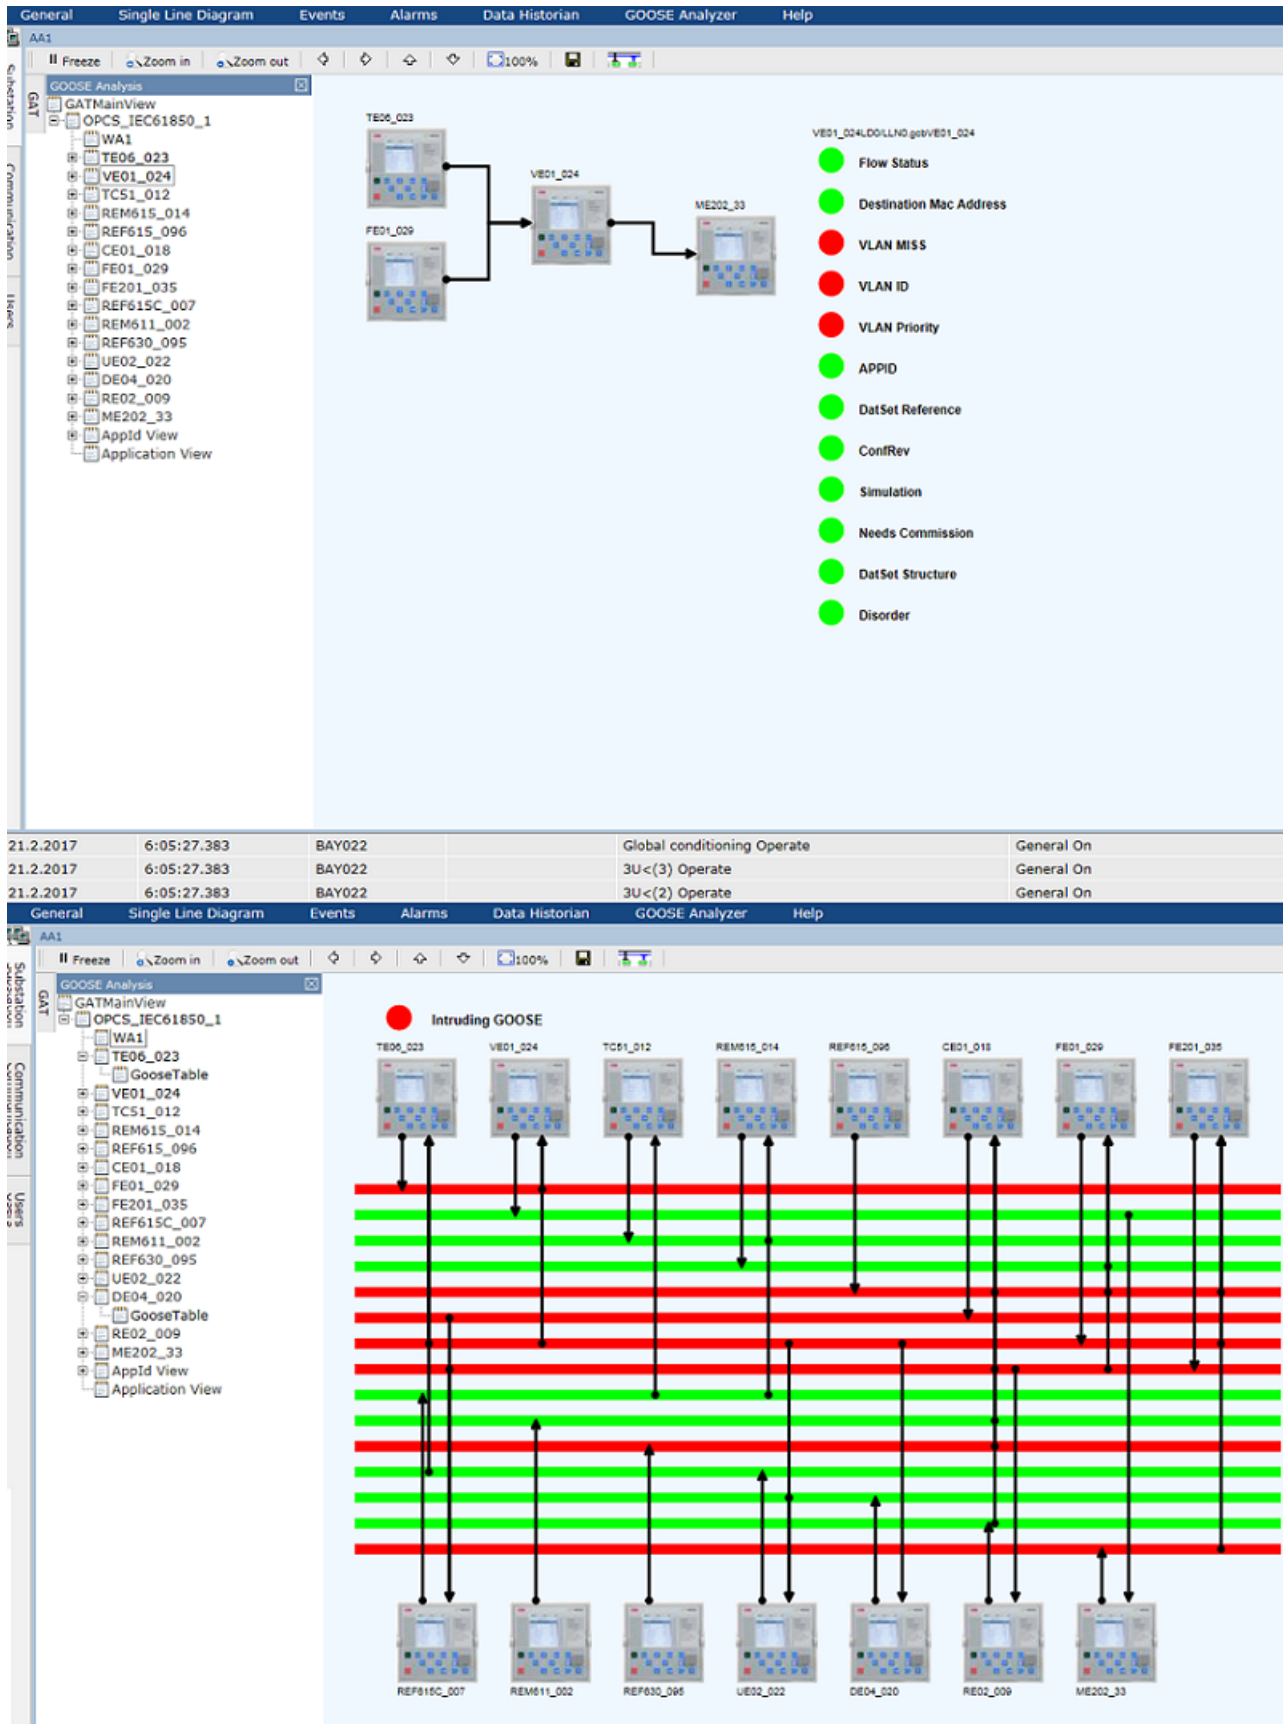 General Single Line Diagram Events Alarms Data Historian GOOSE Analyzer Help
AA1
Freeze Zoom in Zoom out 100%
Substation
Communication
Users
GAT
GOOSE Analysis
GATMainView
OPCS_IEC61850_1
WA1
TE06_023
VE01_024
TC51_012
REM615_014
REF615_096
CE01_018
FE01_029
FE201_035
REF615C_007
REM611_002
REF630_095
UE02_022
DE04_020
RE02_009
ME202_33
AppId View
Application View
TE06_023
FE01_029
VE01_024
ME202_33
VE01_024LD0/LLN0.gcb/VE01_024
Flow Status
Destination Mac Address
VLAN MISS
VLAN ID
VLAN Priority
APPID
DatSet Reference
ConfRev
Simulation
Needs Commission
DatSet Structure
Disorder
21.2.2017 6:05:27.383 BAY022 Global conditioning Operate General On
21.2.2017 6:05:27.383 BAY022 3U<(3) Operate General On
21.2.2017 6:05:27.383 BAY022 3U<(2) Operate General On
General Single Line Diagram Events Alarms Data Historian GOOSE Analyzer Help
AA1
Freeze Zoom in Zoom out 100%
Substation
Communication
Users
GAT
GOOSE Analysis
GATMainView
OPCS_IEC61850_1
WA1
TE06_023
GooseTable
VE01_024
TC51_012
REM615_014
REF615_096
CE01_018
FE01_029
FE201_035
REF615C_007
REM611_002
REF630_095
UE02_022
DE04_020
GooseTable
RE02_009
ME202_33
AppId View
Application View
Intruding GOOSE
TE06_023 VE01_024 TC51_012 REM615_014 REF615_096 CE01_018 FE01_029 FE201_035
REF615C_007 REM611_002 REF630_095 UE02_022 DE04_020 RE02_009 ME202_33